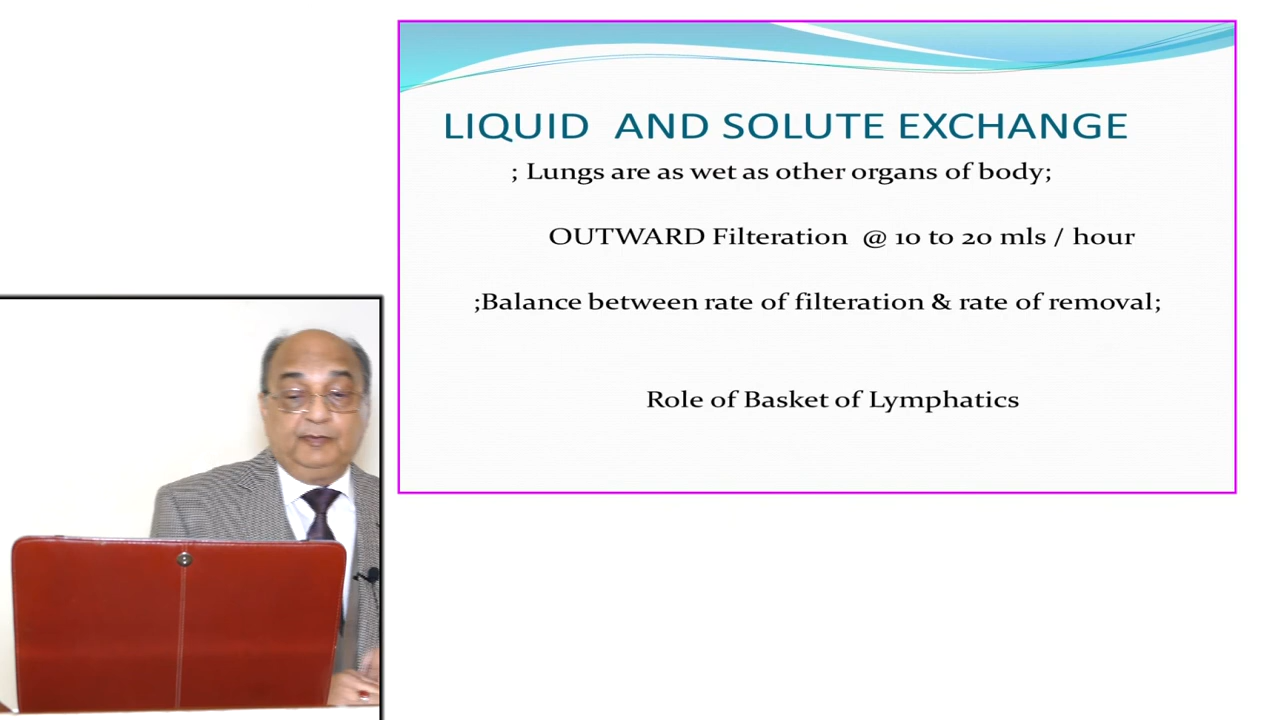 LIQUID AND SOLUTE EXCHANGE
; Lungs are as wet as other organs of body;
OUTWARD Filteration @ 10 to 20 mls / hour
;Balance between rate of filteration & rate of removal;
Role of Basket of Lymphatics